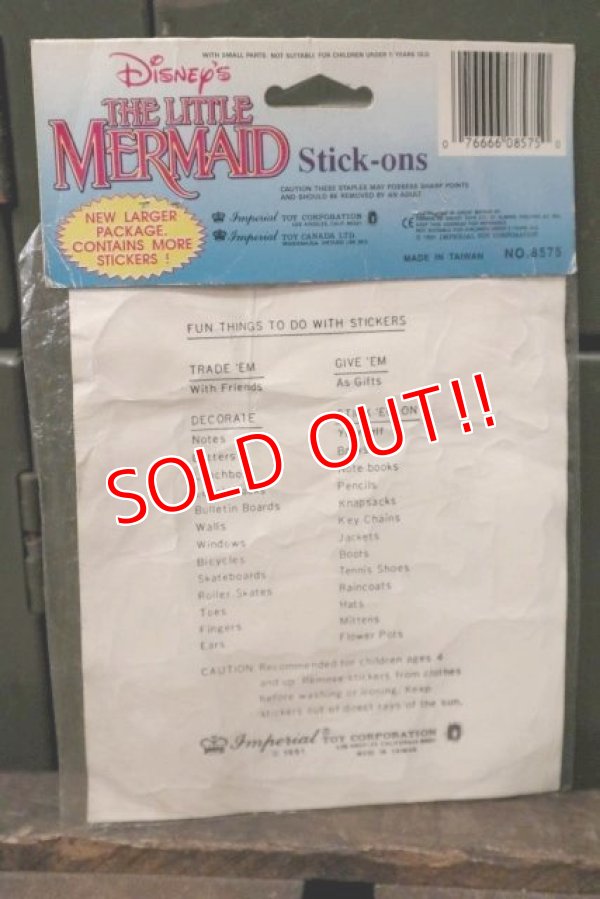 WITH SMALL PARTS. NOT SUITABLE FOR CHILDREN UNDER 3 YEARS OLD
DISNEY'S
THE LITTLE
MERMAID
Stick-ons
0 76666 08575 0
CAUTION THESE STAPLES MAY POSSESS SHARP POINTS
AND SHOULD BE REMOVED BY AN ADULT
NEW LARGER
PACKAGE.
CONTAINS MORE
STICKERS !
Imperial TOY CORPORATION
Imperial TOY CANADA LTD.
MADE IN TAIWAN NO. 8575
FUN THINGS TO DO WITH STICKERS
TRADE 'EM
With Friends
GIVE 'EM
As Gifts
DECORATE
Notes
Bulletin Boards
Walls
Windows
Bicycles
Skateboards
Roller Skates
Toes
Fingers
Ears
Note books
Pencils
Knapsacks
Key Chains
Jackets
Boots
Tennis Shoes
Raincoats
Hats
Mittens
Flower Pots
SOLD OUT!!
CAUTION: Recommended for children ages 4
and up. Remove stickers from clothes
before washing or ironing. Keep
stickers out of direct rays of the sun.
Imperial ® TOY CORPORATION
© 1991 MADE IN TAIWAN